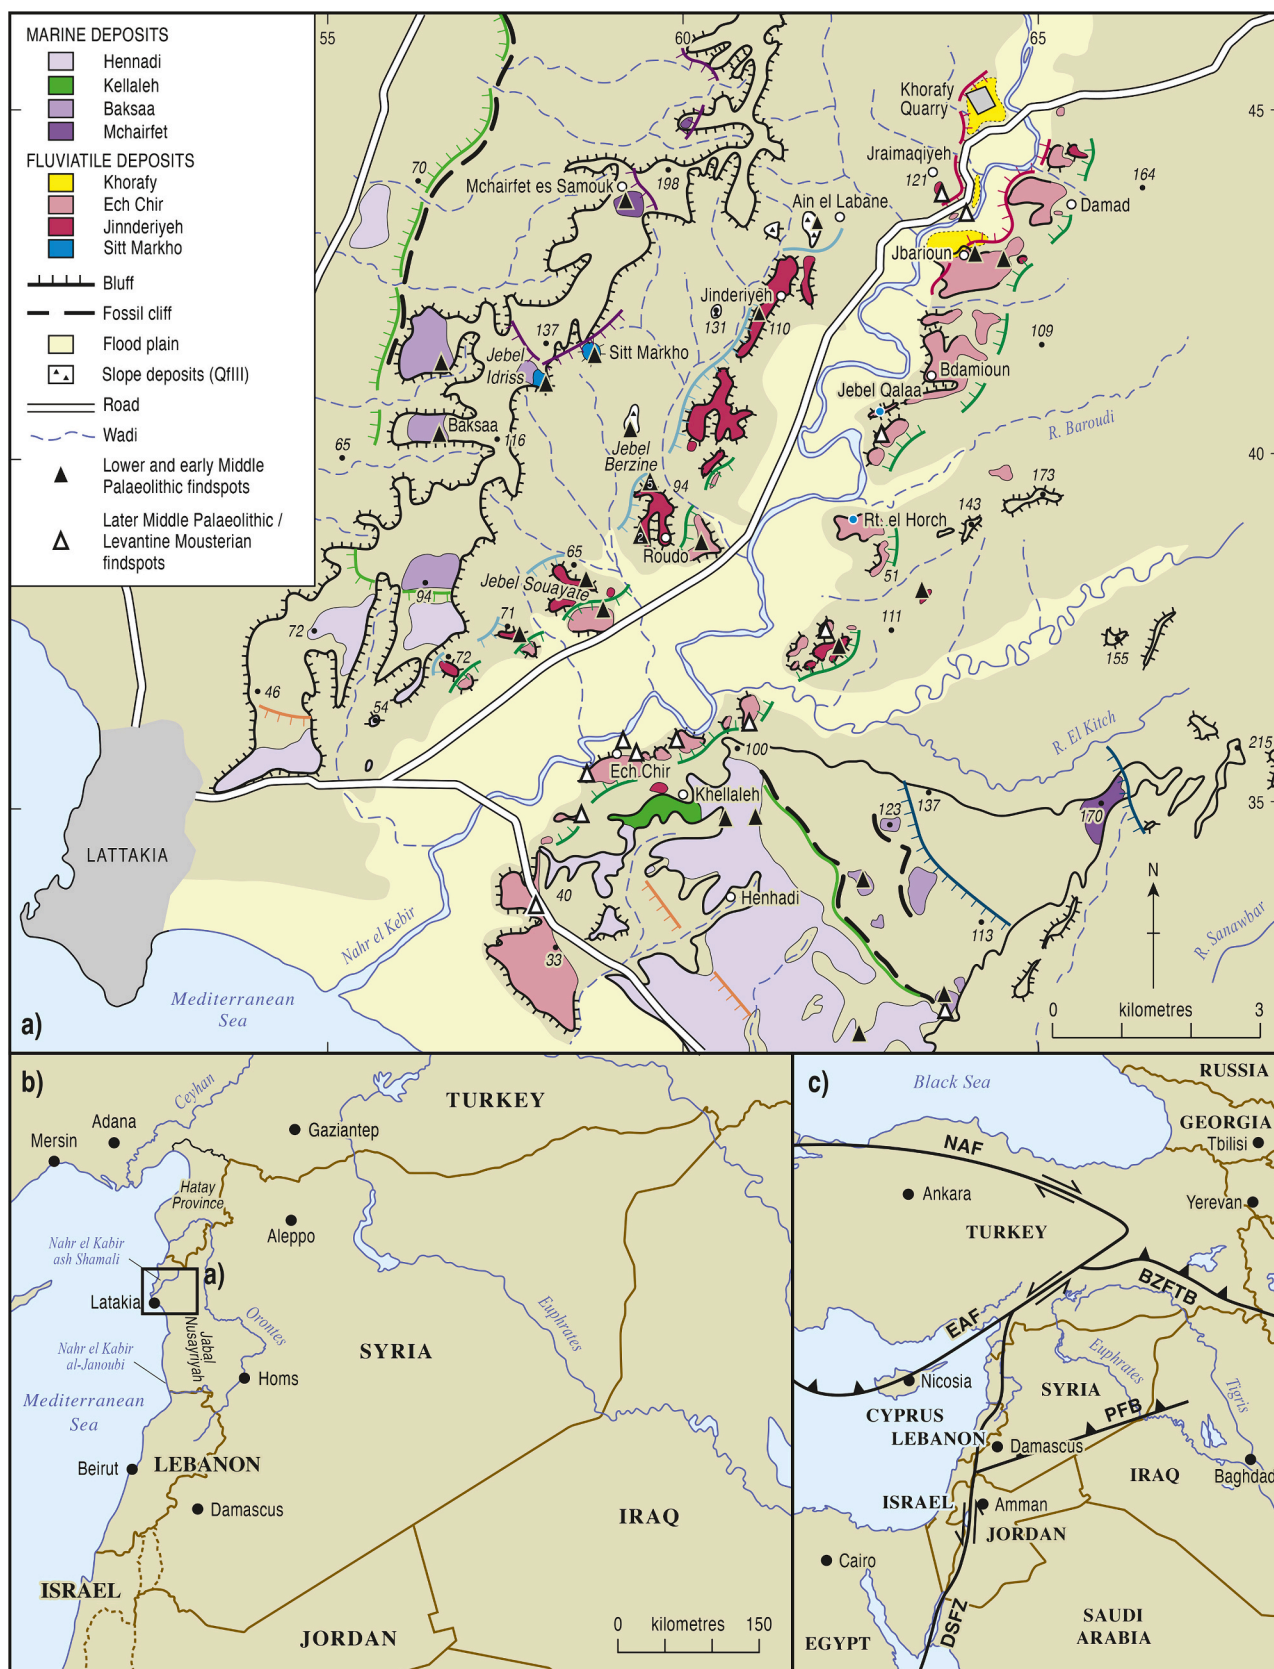 MARINE DEPOSITS
Hennadi
Kellaleh
Baksaa
Mchairfet
FLUVIATILE DEPOSITS
Khorafy
Ech Chir
Jinnderiyeh
Sitt Markho
Bluff
Fossil cliff
Flood plain
Slope deposits (QfIII)
Road
Wadi
Lower and early Middle
Palaeolithic findspots
Later Middle Palaeolithic /
Levantine Mousterian
findspots
55
60
65
45
40
35
Khorafy
Quarry
Jraimaqiyeh
121
164
Damad
70
Mchairfet es Samouk
198
Ain el Labane
Jbarioun
Jinderiyeh
131
110
109
137
Jebel
Idriss
Sitt Markho
Bdamioun
Jebel Qalaa
Baksaa
116
65
R. Baroudi
Jebel
Berzine
5
94
2
Roudo
173
143
Rt. el Horch
51
65
Jebel Souayate
94
71
72
72
111
155
46
54
0
100
Ech Chir
R. El Kitch
215
Khellaleh
123
137
170
LATTAKIA
40
Henhadi
N
113
R. Sanawbar
33
Nahr el Kebir
Mediterranean
Sea
0 kilometres 3
a)
b)
Ceyhan
TURKEY
Adana
Mersin
Gaziantep
Hatay
Province
Aleppo
Nahr el Kabir
ash Shamali
a)
Latakia
Orontes
Euphrates
Jabal
Nusayriyah
SYRIA
Nahr el Kabir
al-Janoubi
Homs
Mediterranean
Sea
Beirut
LEBANON
Damascus
IRAQ
ISRAEL
JORDAN
0 kilometres 150
c)
Black Sea
RUSSIA
GEORGIA
Tbilisi
NAF
Ankara
Yerevan
TURKEY
BZFTB
EAF
Euphrates
Nicosia
SYRIA
Tigris
CYPRUS
PFB
LEBANON
Damascus
IRAQ
Baghdad
ISRAEL
Amman
JORDAN
Cairo
DSFZ
SAUDI
ARABIA
EGYPT